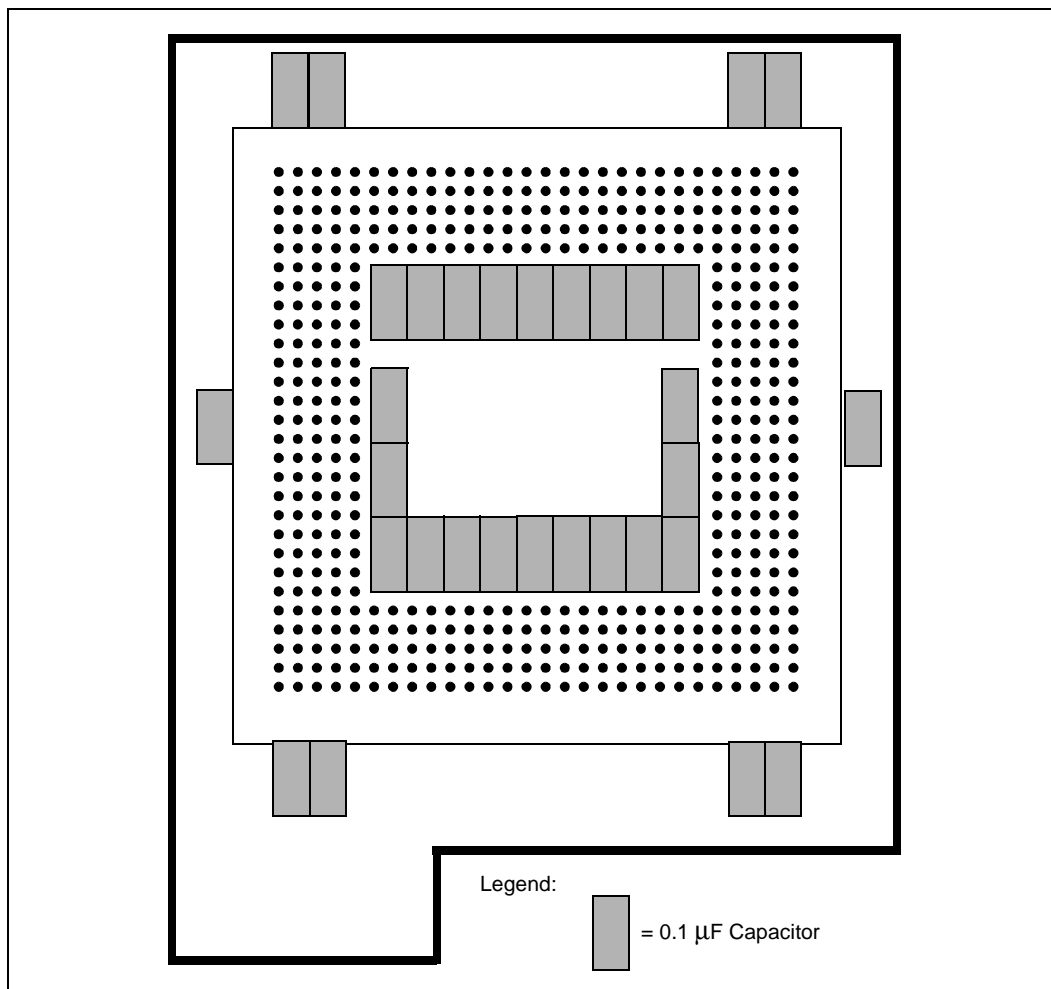 Legend:
= 0.1 μF Capacitor